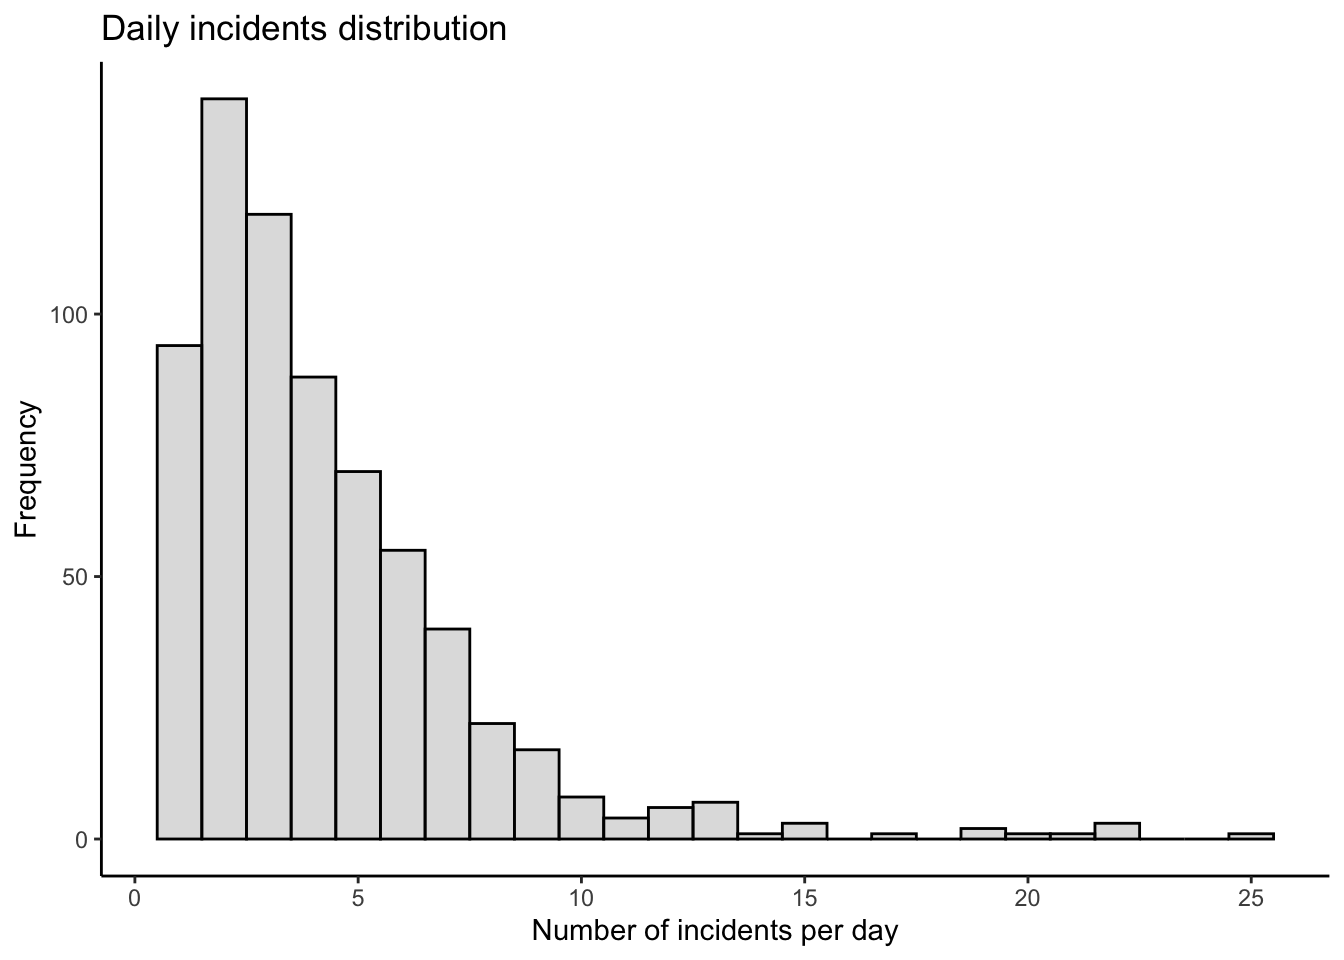 Daily incidents distribution
Frequency
100
50
0
0 5 10 15 20 25
Number of incidents per day